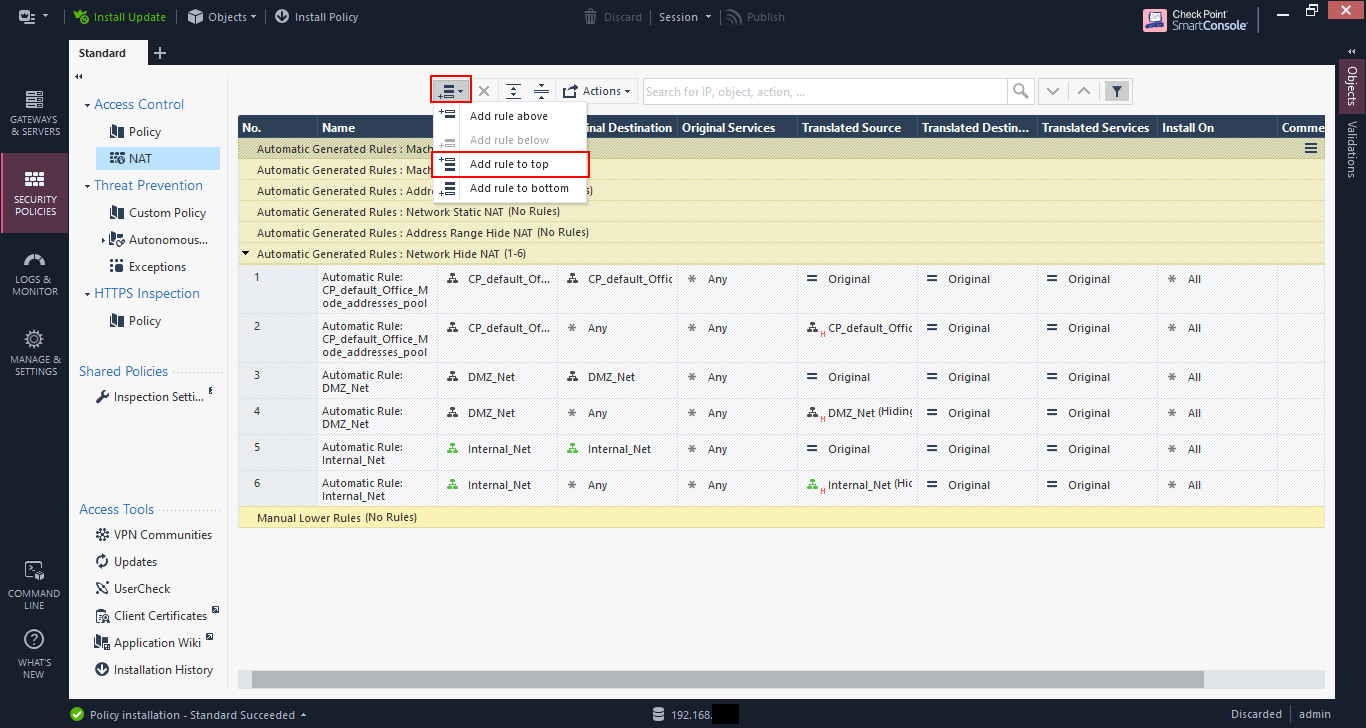 Install Update
Objects
Install Policy
Discard
Session
Publish
Check Point
SmartConsole
Standard
GATEWAYS
& SERVERS
SECURITY
POLICIES
LOGS &
MONITOR
MANAGE &
SETTINGS
COMMAND
LINE
WHAT'S
NEW
Access Control
Policy
NAT
Threat Prevention
Custom Policy
Autonomous...
Exceptions
HTTPS Inspection
Policy
Shared Policies
Inspection Setti...
Access Tools
VPN Communities
Updates
UserCheck
Client Certificates
Application Wiki
Installation History
Actions
Search for IP, object, action, ...
Add rule above
Add rule below
Add rule to top
Add rule to bottom
No. Name nal Destination Original Services Translated Source Translated Destin... Translated Services Install On Comme
Automatic Generated Rules : Mach
Automatic Generated Rules : Mach
Automatic Generated Rules : Addre s)
Automatic Generated Rules : Network Static NAT (No Rules)
Automatic Generated Rules : Address Range Hide NAT (No Rules)
Automatic Generated Rules : Network Hide NAT (1-6)
1 Automatic Rule: CP_default_Of... CP_default_Offic Any Original Original Original All
CP_default_Office_M
ode_addresses_pool
2 Automatic Rule: CP_default_Of... Any Any H CP_default_Offic Original Original All
CP_default_Office_M
ode_addresses_pool
3 Automatic Rule: DMZ_Net DMZ_Net Any Original Original Original All
DMZ_Net
4 Automatic Rule: DMZ_Net Any Any H DMZ_Net (Hiding Original Original All
DMZ_Net
5 Automatic Rule: Internal_Net Internal_Net Any Original Original Original All
Internal_Net
6 Automatic Rule: Internal_Net Any Any H Internal_Net (Hid Original Original All
Internal_Net
Manual Lower Rules (No Rules)
Objects
Validations
Policy installation - Standard Succeeded
192.168.
Discarded
admin